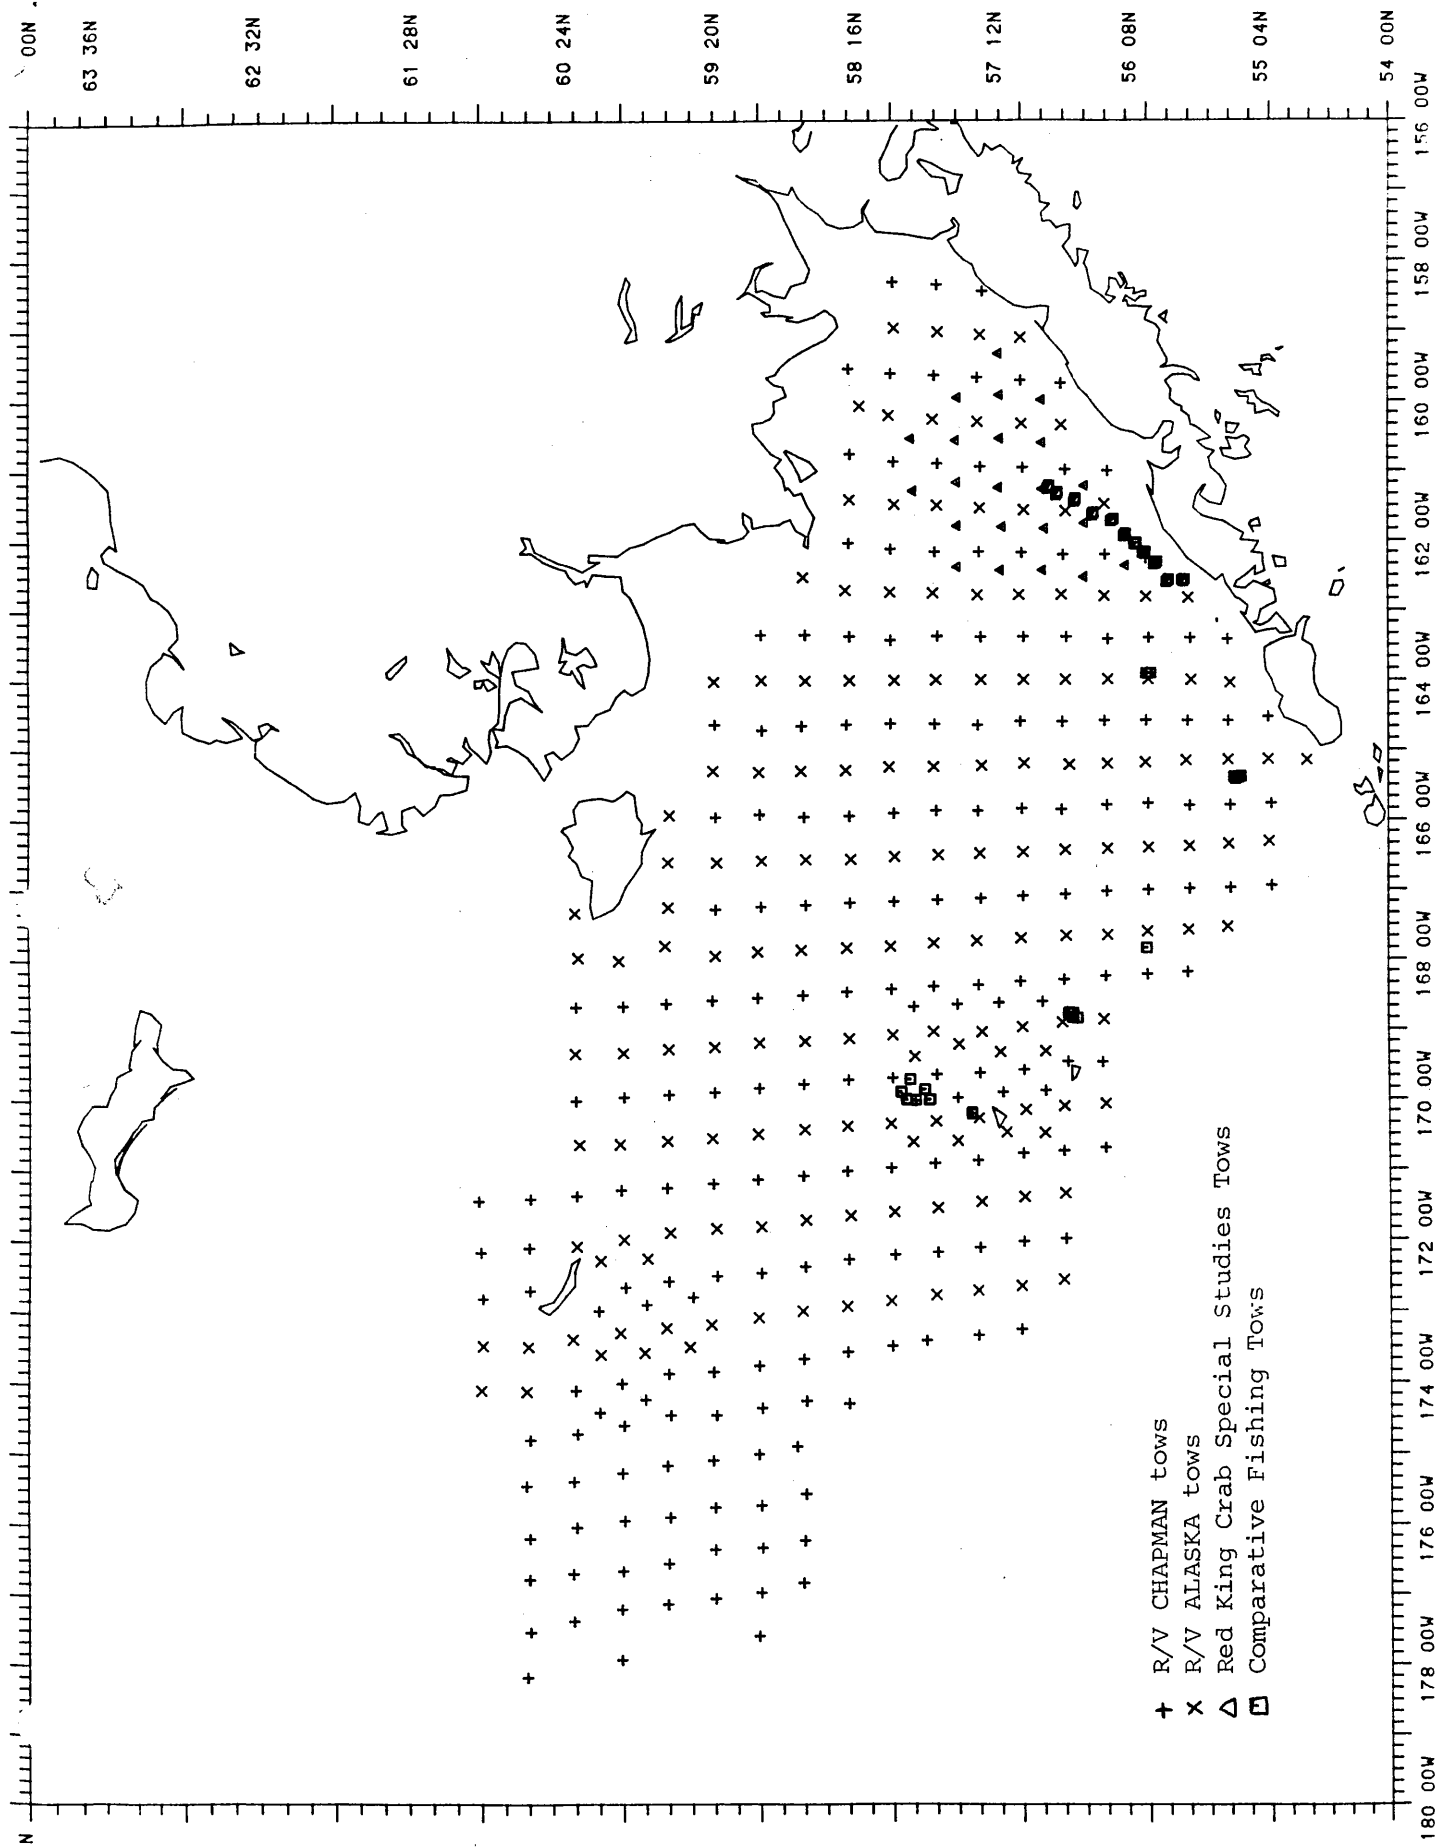 00N
63 36N
62 32N
61 28N
60 24N
59 20N
58 16N
57 12N
56 08N
55 04N
54 00N
N
180 00W
178 00W
176 00W
174 00W
172 00W
170 00W
168 00W
166 00W
164 00W
162 00W
160 00W
158 00W
156 00W
+ R/V CHAPMAN tows
× R/V ALASKA tows
△ Red King Crab Special Studies Tows
□ Comparative Fishing Tows